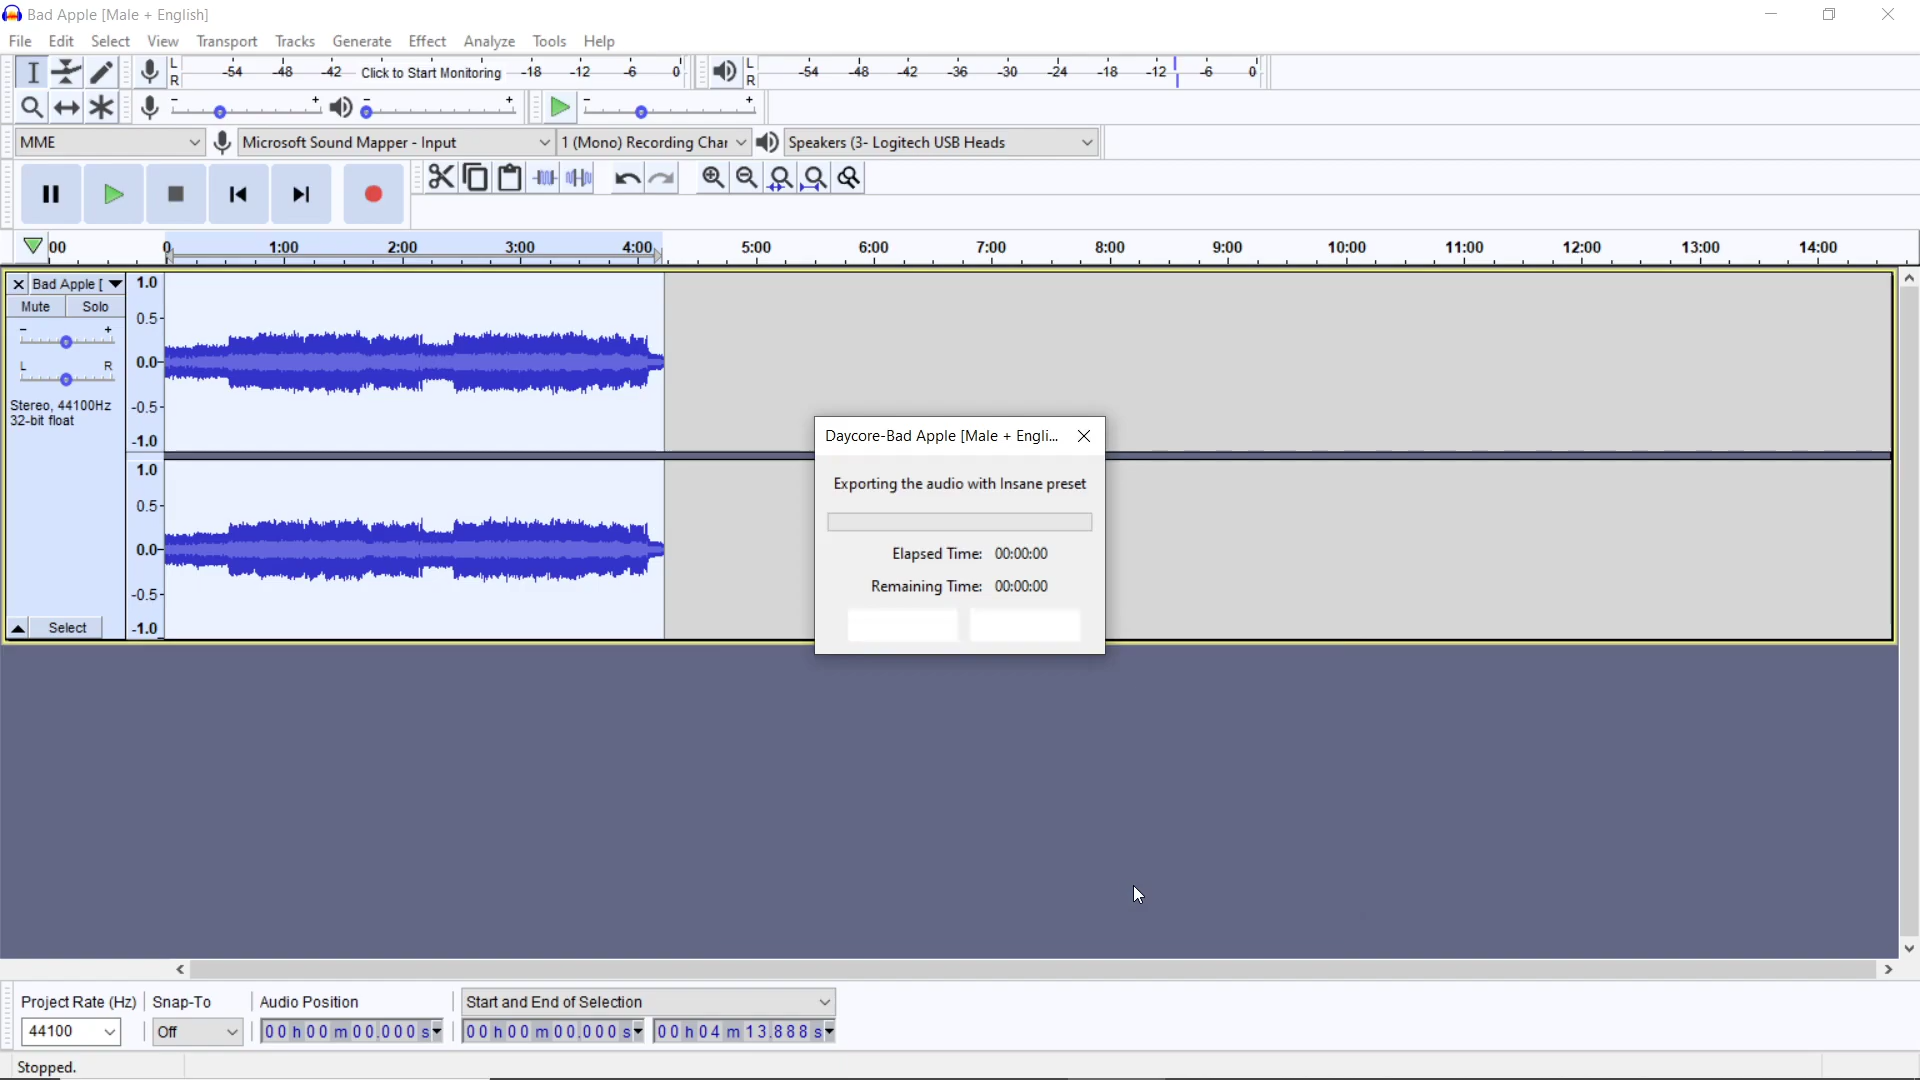 Bad Apple [Male + English]
File Edit Select View Transport Tracks Generate Effect Analyze Tools Help
L R -54 -48 -42 Click to Start Monitoring -18 -12 -6 0 L R -54 -48 -42 -36 -30 -24 -18 -12 -6 0
- + - + - +
MME Microsoft Sound Mapper - Input 1 (Mono) Recording Char Speakers (3- Logitech USB Heads
00 0 1:00 2:00 3:00 4:00 5:00 6:00 7:00 8:00 9:00 10:00 11:00 12:00 13:00 14:00
Bad Apple [
Mute Solo
- +
L R
Stereo, 44100Hz
32-bit float
Select
1.0
0.5
0.0
-0.5
-1.0
1.0
0.5
0.0
-0.5
-1.0
Daycore-Bad Apple [Male + Engli...
Exporting the audio with Insane preset
Elapsed Time: 00:00:00
Remaining Time: 00:00:00
Project Rate (Hz) Snap-To Audio Position Start and End of Selection
44100 Off 00 h 00 m 00.000 s 00 h 00 m 00.000 s 00 h 04 m 13.888 s
Stopped.